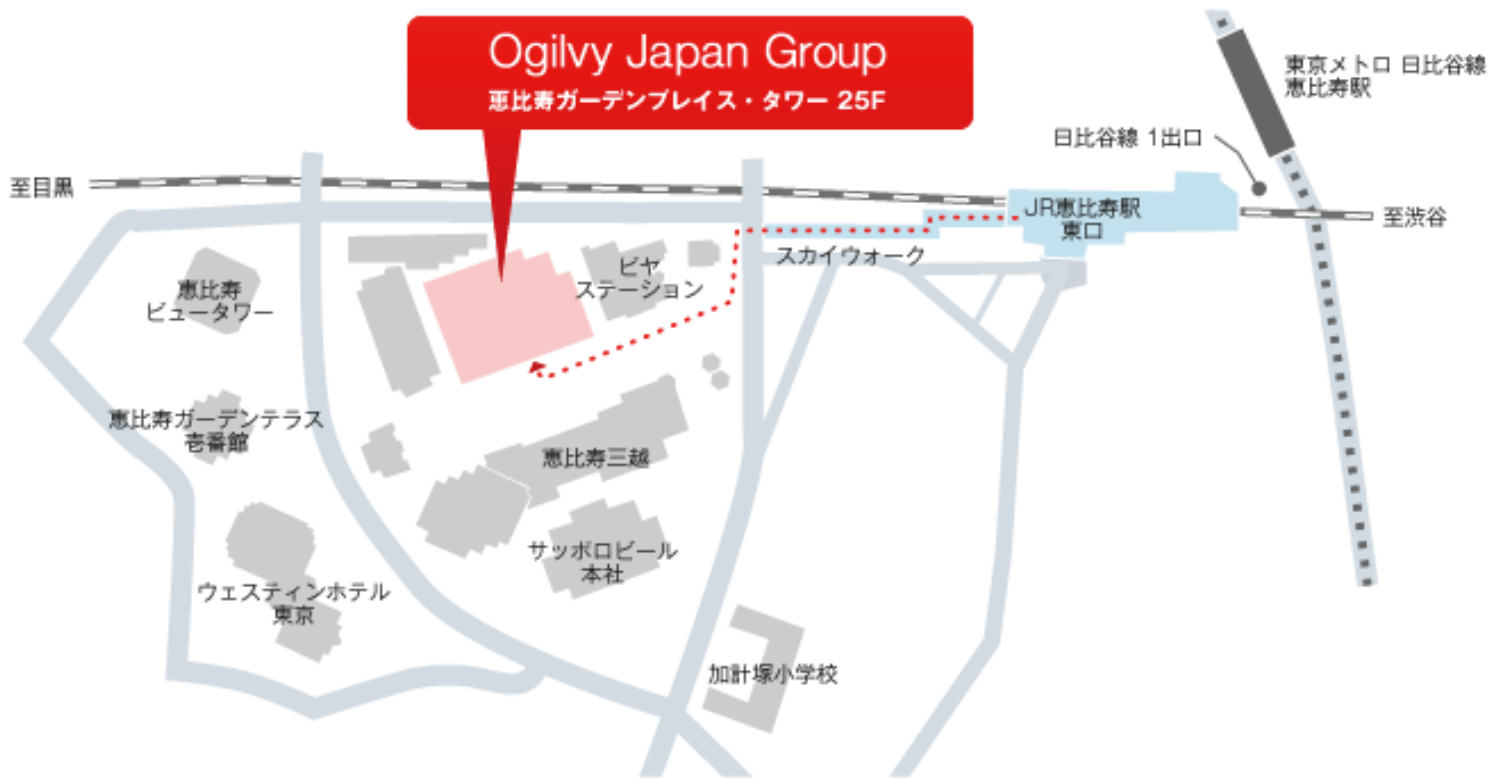 Ogilvy Japan Group
恵比寿ガーデンプレイス・タワー 25F
東京メトロ 日比谷線
恵比寿駅
日比谷線 1出口
至目黒
JR恵比寿駅
東口
至渋谷
スカイウォーク
ビヤ
ステーション
恵比寿
ビュータワー
恵比寿ガーデンテラス
壱番館
恵比寿三越
サッポロビール
本社
ウェスティンホテル
東京
加計塚小学校